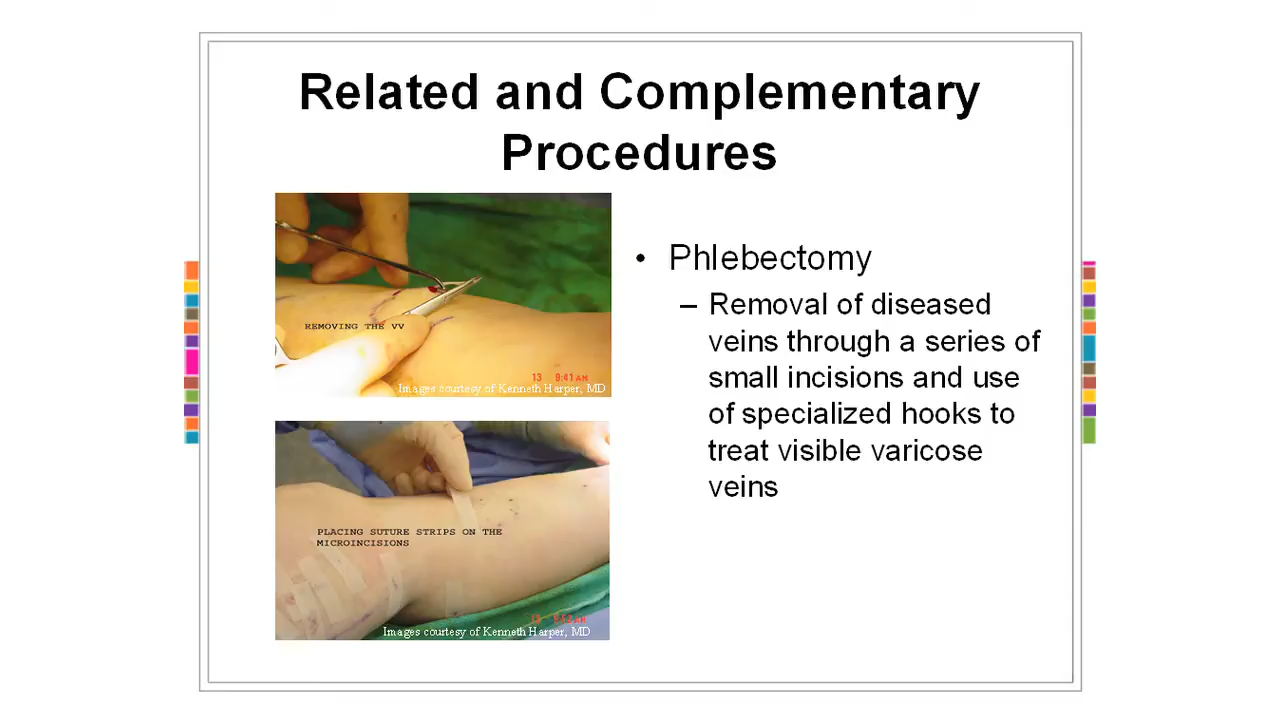 Related and Complementary
Procedures
REMOVING THE VV
13 9:41 AM
Images courtesy of Kenneth Harper, MD
PLACING SUTURE STRIPS ON THE
MICROINCISIONS
Images courtesy of Kenneth Harper, MD
• Phlebectomy
– Removal of diseased
veins through a series of
small incisions and use
of specialized hooks to
treat visible varicose
veins